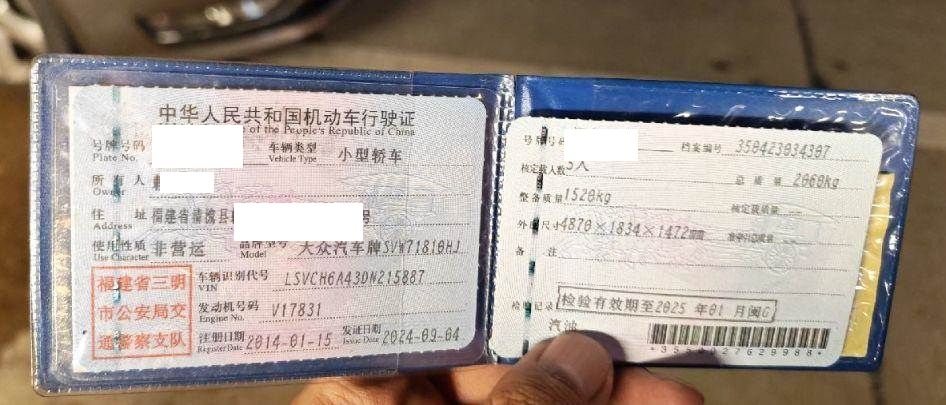 中华人民共和国机动车行驶证
of the People's Republic of China
号牌号码
Plate No.
车辆类型 小型轿车
Vehicle Type
所有人
Owner
住址 福建省清流县 号
Address
使用性质 非营运
Use Character
品牌型号 大众汽车牌SVW71810HJ
Model
福建省三明
市公安局交
通警察支队
车辆识别代号 LSVCH6A43DN215887
VIN
发动机号码 V17831
Engine No.
注册日期 2014-01-15
Register Date
发证日期 2024-09-04
Issue Date
号牌号码
档案编号 350423034307
核定载人数 5人
总质量 2060kg
整备质量 1520kg
核定载质量 --
外廓尺寸 4870×1834×1472mm
准牵引总质量 --
备注
检验记录 检验有效期至2025年01月闽G
汽油